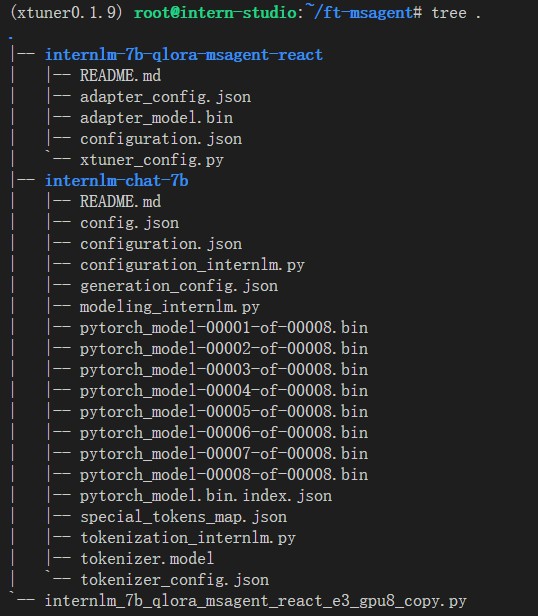 (xtuner0.1.9) root@intern-studio:~/ft-msagent# tree .
.
|-- internlm-7b-qlora-msagent-react
|   |-- README.md
|   |-- adapter_config.json
|   |-- adapter_model.bin
|   |-- configuration.json
|   `-- xtuner_config.py
|-- internlm-chat-7b
|   |-- README.md
|   |-- config.json
|   |-- configuration.json
|   |-- configuration_internlm.py
|   |-- generation_config.json
|   |-- modeling_internlm.py
|   |-- pytorch_model-00001-of-00008.bin
|   |-- pytorch_model-00002-of-00008.bin
|   |-- pytorch_model-00003-of-00008.bin
|   |-- pytorch_model-00004-of-00008.bin
|   |-- pytorch_model-00005-of-00008.bin
|   |-- pytorch_model-00006-of-00008.bin
|   |-- pytorch_model-00007-of-00008.bin
|   |-- pytorch_model-00008-of-00008.bin
|   |-- pytorch_model.bin.index.json
|   |-- special_tokens_map.json
|   |-- tokenization_internlm.py
|   |-- tokenizer.model
|   `-- tokenizer_config.json
`-- internlm_7b_qlora_msagent_react_e3_gpu8_copy.py